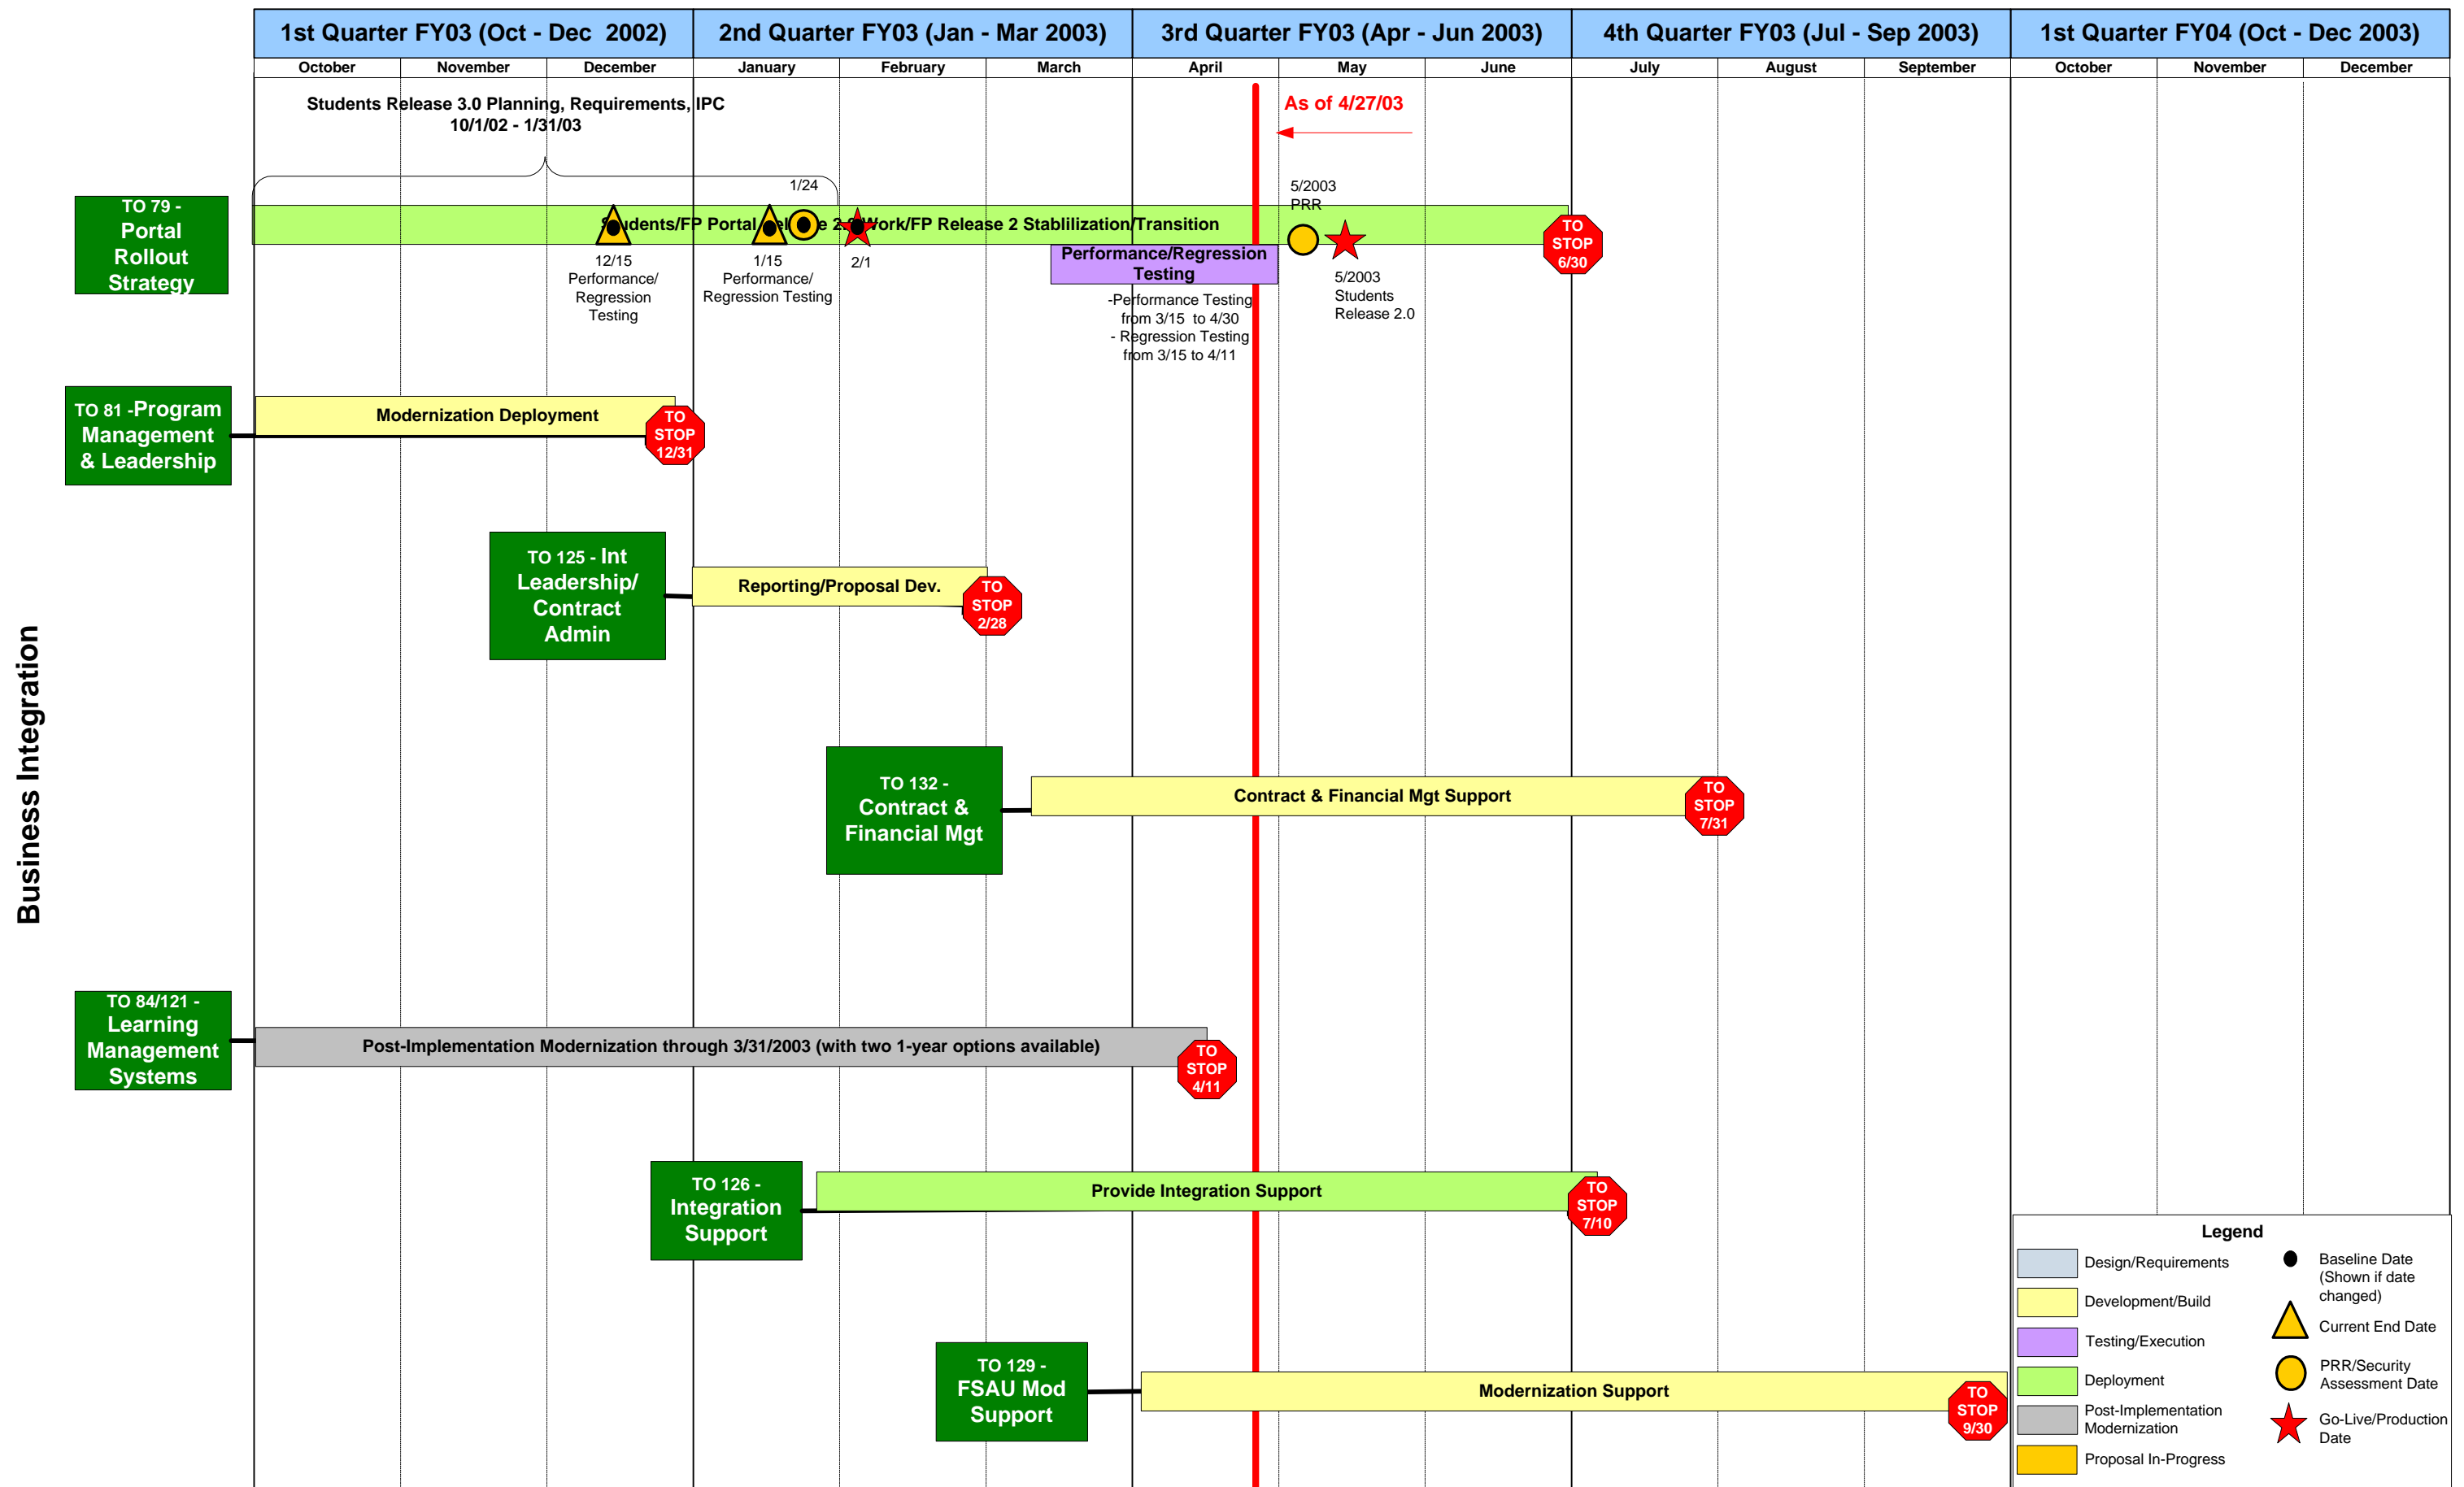 1st Quarter FY03 (Oct - Dec  2002)
2nd Quarter FY03 (Jan - Mar 2003)
3rd Quarter FY03 (Apr - Jun 2003)
4th Quarter FY03 (Jul - Sep 2003)
1st Quarter FY04 (Oct - Dec 2003)
October
November
December
January
February
March
April
May
June
July
August
September
October
November
December
Students Release 3.0 Planning, Requirements, IPC
10/1/02 - 1/31/03
As of 4/27/03
Business Integration
TO 79 -
Portal
Rollout
Strategy
1/24
5/2003
PRR
Students/FP Portal Release 2.0 Work/FP Release 2 Stablilization/Transition
TO
STOP
6/30
12/15
Performance/
Regression
Testing
1/15
Performance/
Regression Testing
2/1
Performance/Regression
Testing
-Performance Testing
from 3/15  to 4/30
- Regression Testing
from 3/15 to 4/11
5/2003
Students
Release 2.0
TO 81 -Program
Management
& Leadership
Modernization Deployment
TO
STOP
12/31
TO 125 - Int
Leadership/
Contract
Admin
Reporting/Proposal Dev.
TO
STOP
2/28
TO 132 -
Contract &
Financial Mgt
Contract & Financial Mgt Support
TO
STOP
7/31
TO 84/121 -
Learning
Management
Systems
Post-Implementation Modernization through 3/31/2003 (with two 1-year options available)
TO
STOP
4/11
TO 126 -
Integration
Support
Provide Integration Support
TO
STOP
7/10
TO 129 -
FSAU Mod
Support
Modernization Support
TO
STOP
9/30
Legend
Design/Requirements
Development/Build
Testing/Execution
Deployment
Post-Implementation
Modernization
Proposal In-Progress
Baseline Date
(Shown if date
changed)
Current End Date
PRR/Security
Assessment Date
Go-Live/Production
Date